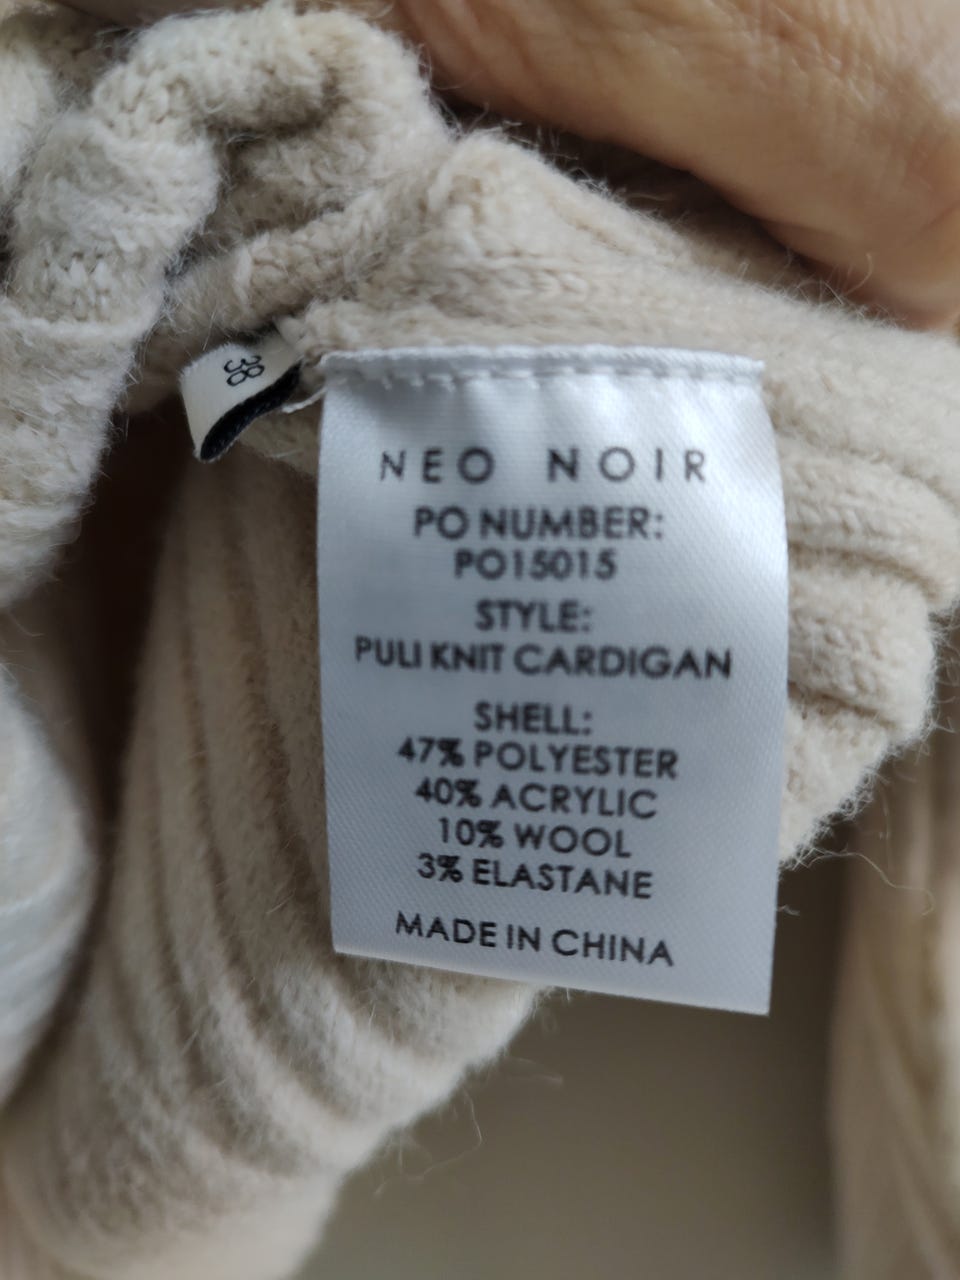 38
NEO NOIR
PO NUMBER:
PO15015
STYLE:
PULI KNIT CARDIGAN
SHELL:
47% POLYESTER
40% ACRYLIC
10% WOOL
3% ELASTANE
MADE IN CHINA